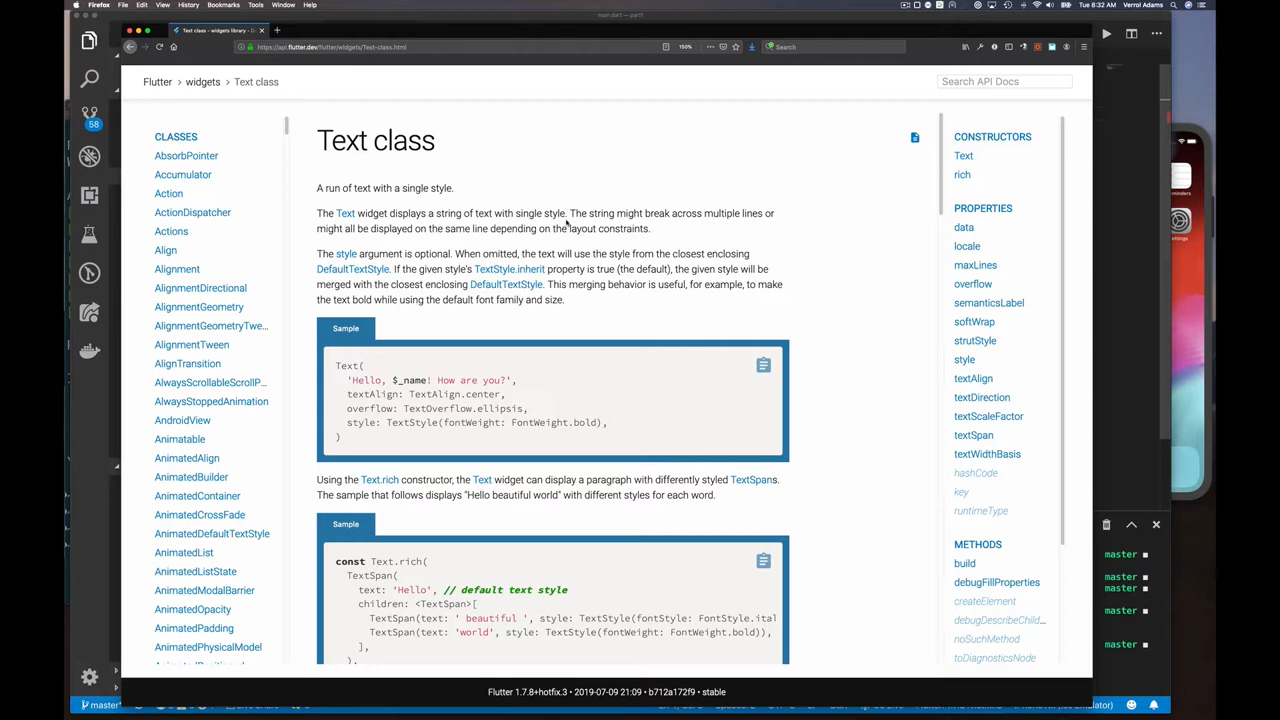 Firefox File Edit View History Bookmarks Tools Window Help
Tue 8:32 AM Verrol Adams
main.dart — part1
Text class - widgets library - D
https://api.flutter.dev/flutter/widgets/Text-class.html
150%
Search
Flutter > widgets > Text class
Search API Docs
58
CLASSES
AbsorbPointer
Accumulator
Action
ActionDispatcher
Actions
Align
Alignment
AlignmentDirectional
AlignmentGeometry
AlignmentGeometryTwe...
AlignmentTween
AlignTransition
AlwaysScrollableScrollP...
AlwaysStoppedAnimation
AndroidView
Animatable
AnimatedAlign
AnimatedBuilder
AnimatedContainer
AnimatedCrossFade
AnimatedDefaultTextStyle
AnimatedList
AnimatedListState
AnimatedModalBarrier
AnimatedOpacity
AnimatedPadding
AnimatedPhysicalModel
Text class
A run of text with a single style.
The Text widget displays a string of text with single style. The string might break across multiple lines or
might all be displayed on the same line depending on the layout constraints.
The style argument is optional. When omitted, the text will use the style from the closest enclosing
DefaultTextStyle. If the given style's TextStyle.inherit property is true (the default), the given style will be
merged with the closest enclosing DefaultTextStyle. This merging behavior is useful, for example, to make
the text bold while using the default font family and size.
Sample
Text(
'Hello, $_name! How are you?',
textAlign: TextAlign.center,
overflow: TextOverflow.ellipsis,
style: TextStyle(fontWeight: FontWeight.bold),
)
Using the Text.rich constructor, the Text widget can display a paragraph with differently styled TextSpans.
The sample that follows displays "Hello beautiful world" with different styles for each word.
Sample
const Text.rich(
TextSpan(
text: 'Hello', // default text style
children: <TextSpan>[
TextSpan(text: ' beautiful ', style: TextStyle(fontStyle: FontStyle.ital
TextSpan(text: 'world', style: TextStyle(fontWeight: FontWeight.bold)),
],
),
CONSTRUCTORS
Text
rich
PROPERTIES
data
locale
maxLines
overflow
semanticsLabel
softWrap
strutStyle
style
textAlign
textDirection
textScaleFactor
textSpan
textWidthBasis
hashCode
key
runtimeType
METHODS
build
debugFillProperties
createElement
debugDescribeChild...
noSuchMethod
toDiagnosticsNode
master
master
master
master
Flutter 1.7.8+hotfix.3 • 2019-07-09 21:09 • b712a172f9 • stable
master*